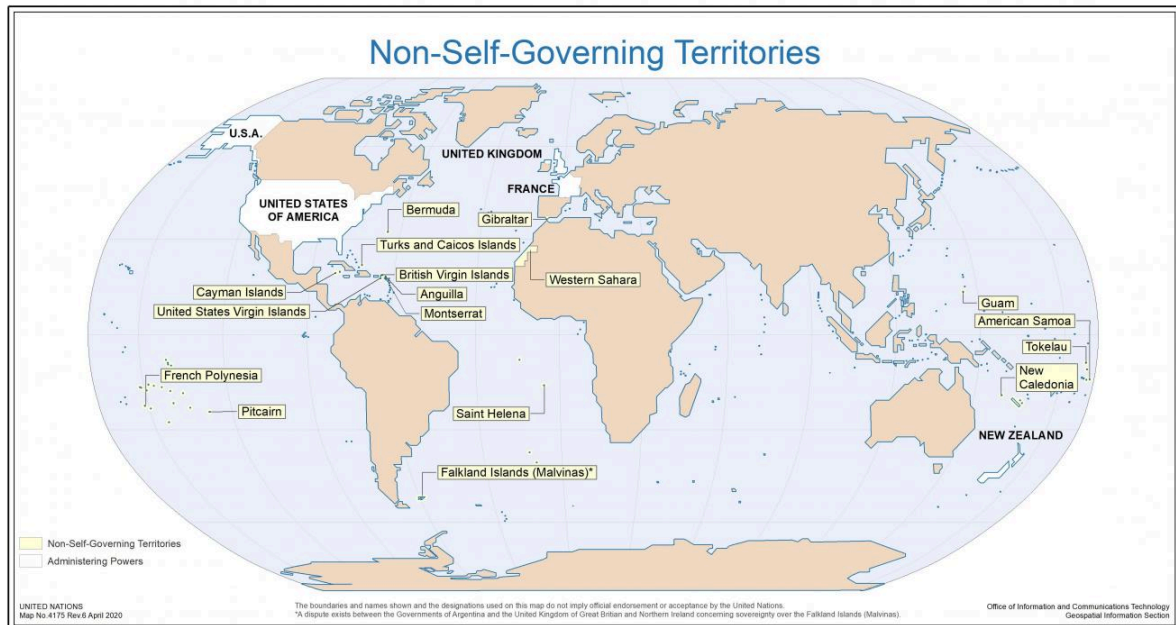 Non-Self-Governing Territories
U.S.A.
UNITED KINGDOM
FRANCE
UNITED STATES
OF AMERICA
Bermuda
Gibraltar
Turks and Caicos Islands
British Virgin Islands
Western Sahara
Cayman Islands
Anguilla
United States Virgin Islands
Montserrat
Guam
American Samoa
Tokelau
French Polynesia
New
Caledonia
Pitcairn
Saint Helena
NEW ZEALAND
Falkland Islands (Malvinas)*
Non-Self-Governing Territories
Administering Powers
UNITED NATIONS
Map No.4175 Rev.6 April 2020
The boundaries and names shown and the designations used on this map do not imply official endorsement or acceptance by the United Nations.
*A dispute exists between the Governments of Argentina and the United Kingdom of Great Britian and Northern Ireland concerning sovereignty over the Falkland Islands (Malvinas).
Office of Information and Communications Technology
Geospatial Information Section